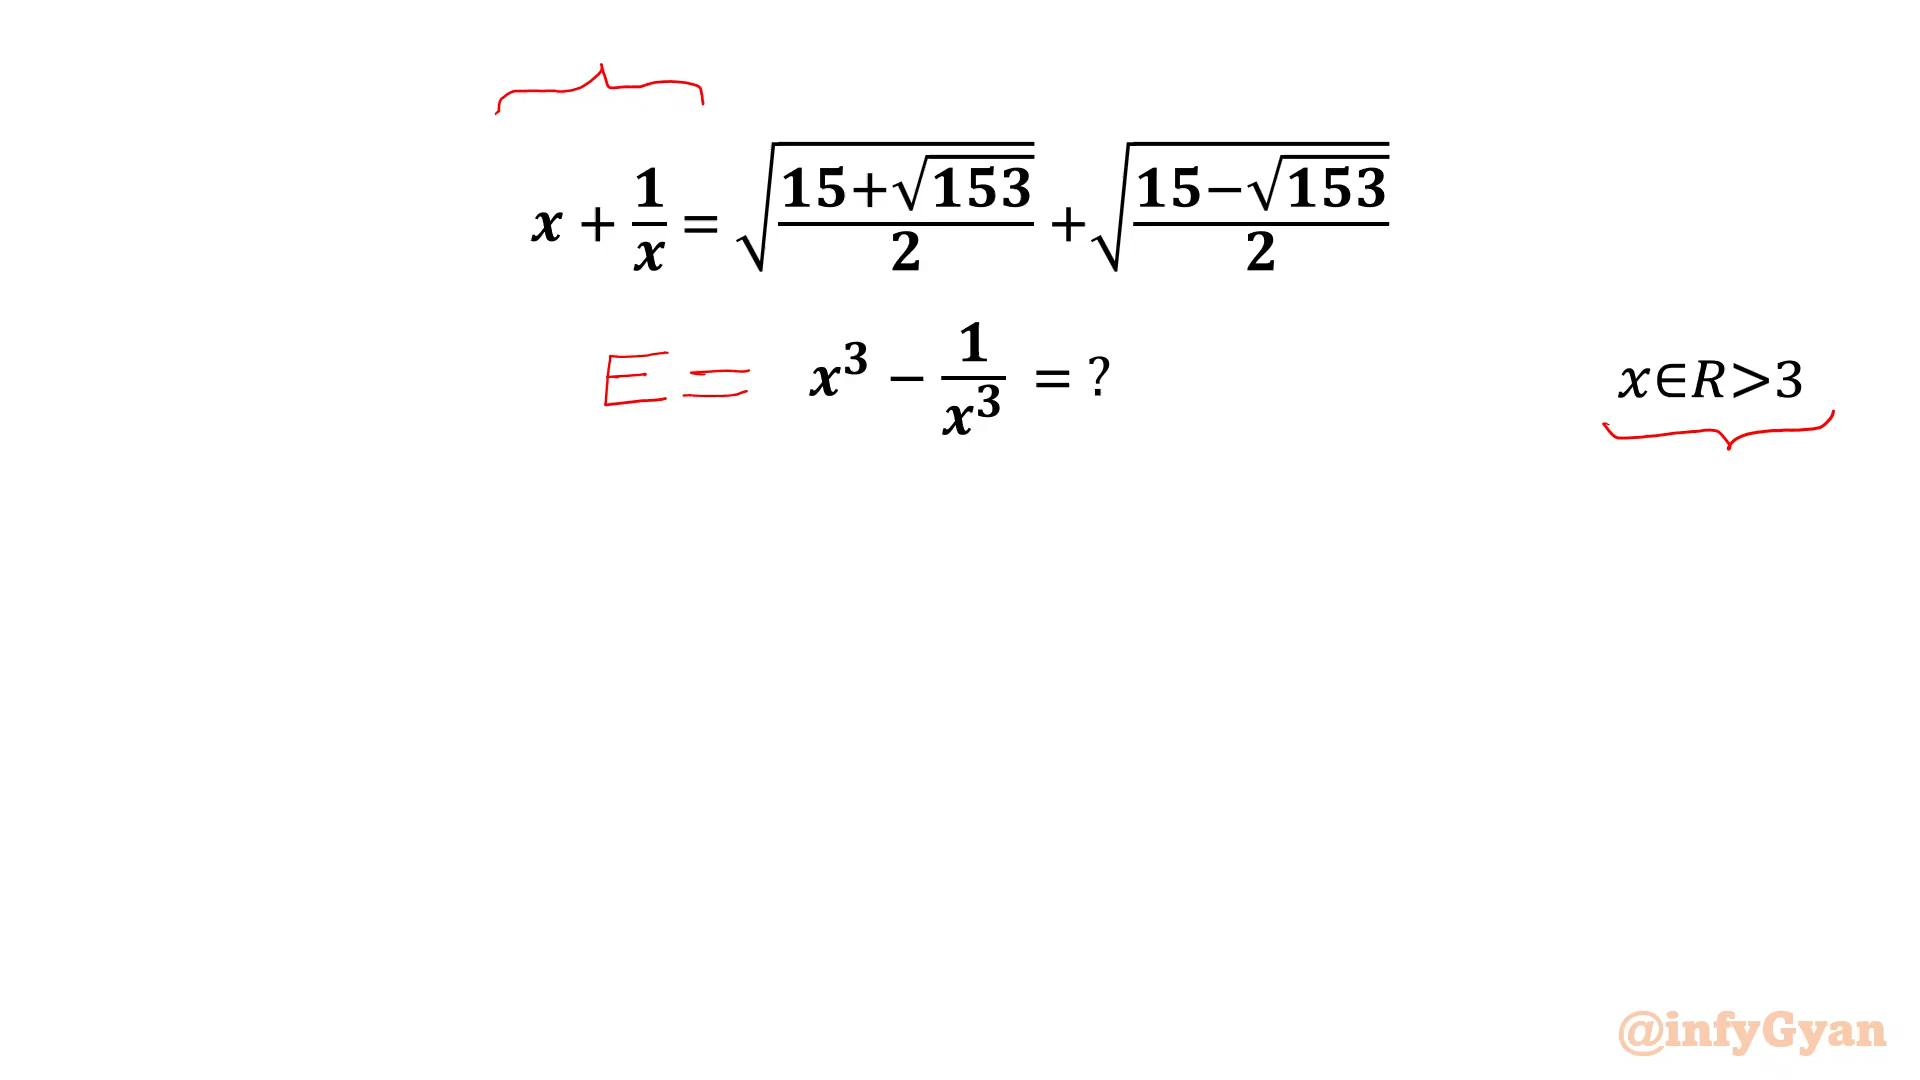 x + 1/x = √((15+√153)/2) + √((15−√153)/2)
E = x³ − 1/x³ = ?
x∈R>3
@infyGyan